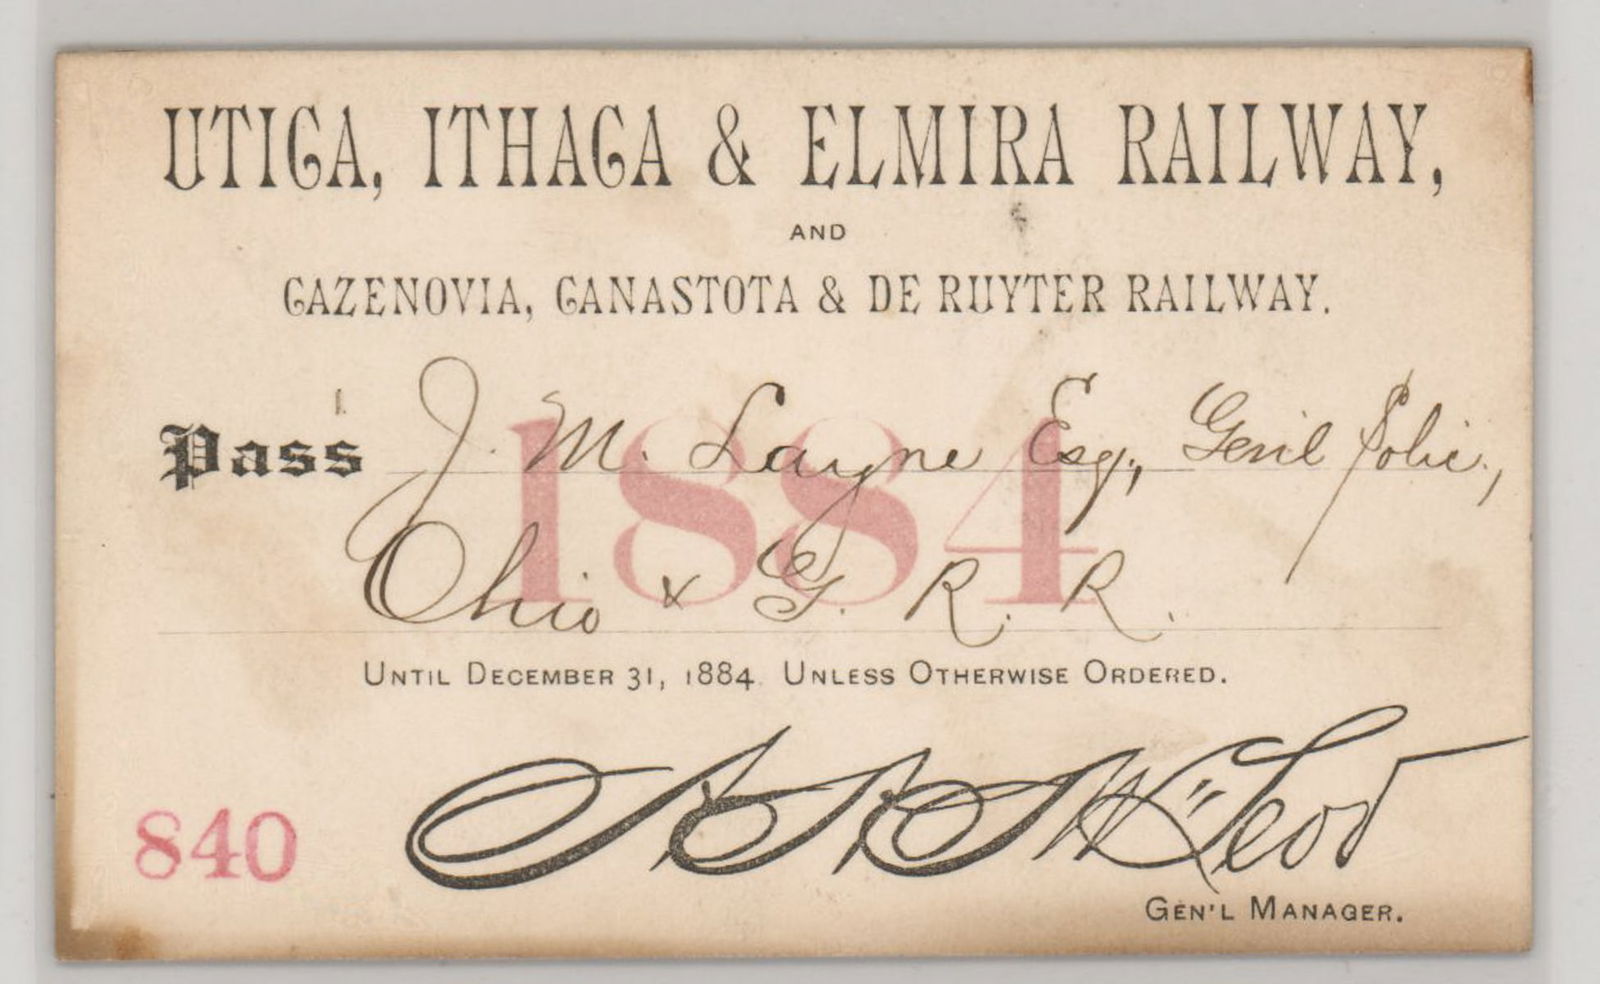 UTICA, ITHACA & ELMIRA RAILWAY,
AND
CAZENOVIA, CANASTOTA & DE RUYTER RAILWAY.
Pass J. M. Layne Esq., Gen'l Solic.,
1884
Ohio & G. R. R.
UNTIL DECEMBER 31, 1884. UNLESS OTHERWISE ORDERED.
840 A A McLeod
GEN'L MANAGER.